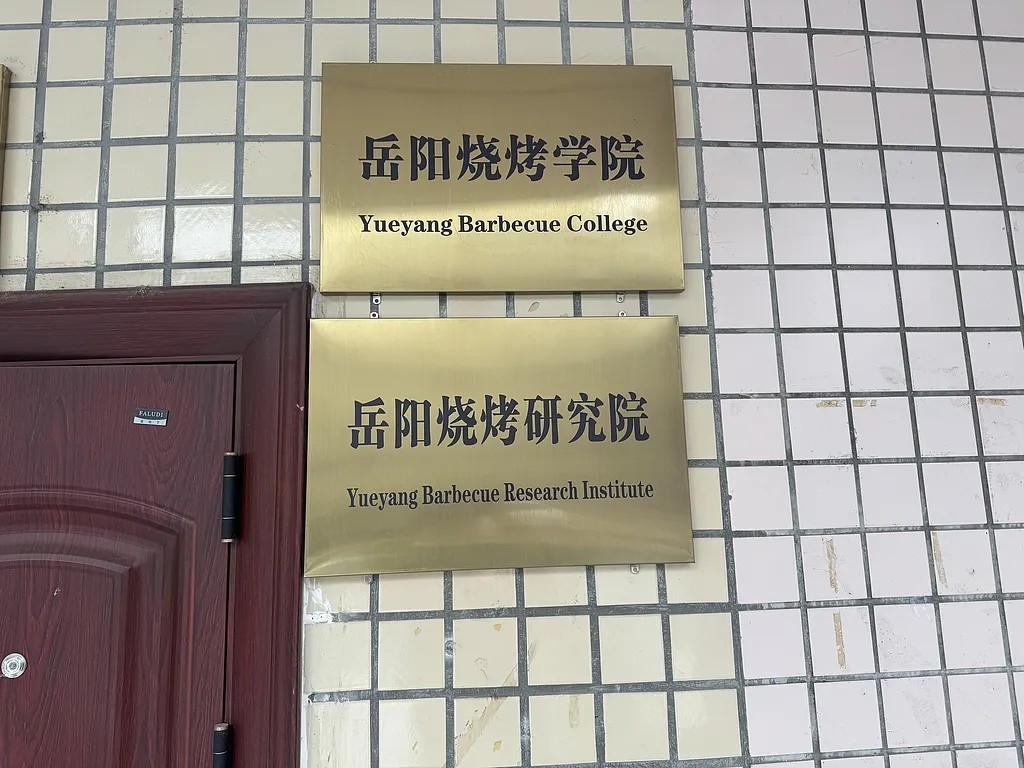 岳阳烧烤学院
Yueyang Barbecue College
岳阳烧烤研究院
Yueyang Barbecue Research Institute
FALUDI